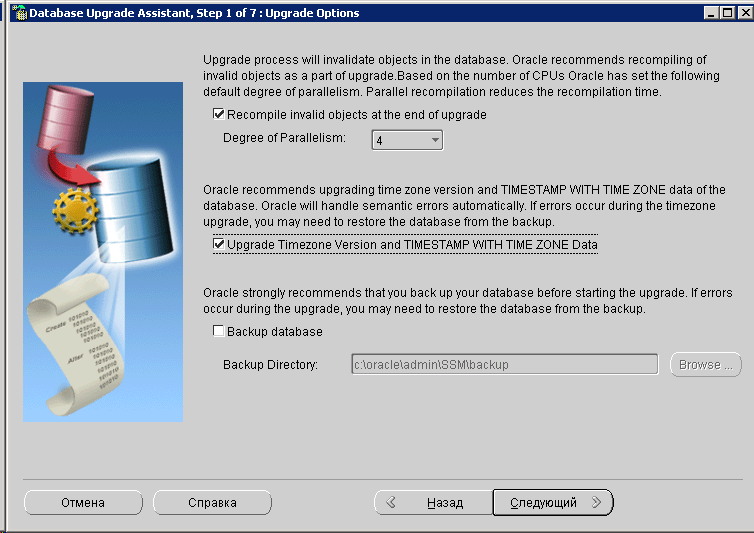 Database Upgrade Assistant, Step 1 of 7 : Upgrade Options
Upgrade process will invalidate objects in the database. Oracle recommends recompiling of
invalid objects as a part of upgrade.Based on the number of CPUs Oracle has set the following
default degree of parallelism. Parallel recompilation reduces the recompilation time.
Recompile invalid objects at the end of upgrade
Degree of Parallelism: 4
Oracle recommends upgrading time zone version and TIMESTAMP WITH TIME ZONE data of the
database. Oracle will handle semantic errors automatically. If errors occur during the timezone
upgrade, you may need to restore the database from the backup.
Upgrade Timezone Version and TIMESTAMP WITH TIME ZONE Data
Oracle strongly recommends that you back up your database before starting the upgrade. If errors
occur during the upgrade, you may need to restore the database from the backup.
Backup database
Backup Directory: c:\oracle\admin\SSM\backup Browse ...
Create 101010
101010
101010
101010
Alter 101010
101010
101010
101010
101010
Отмена Справка Назад Следующий